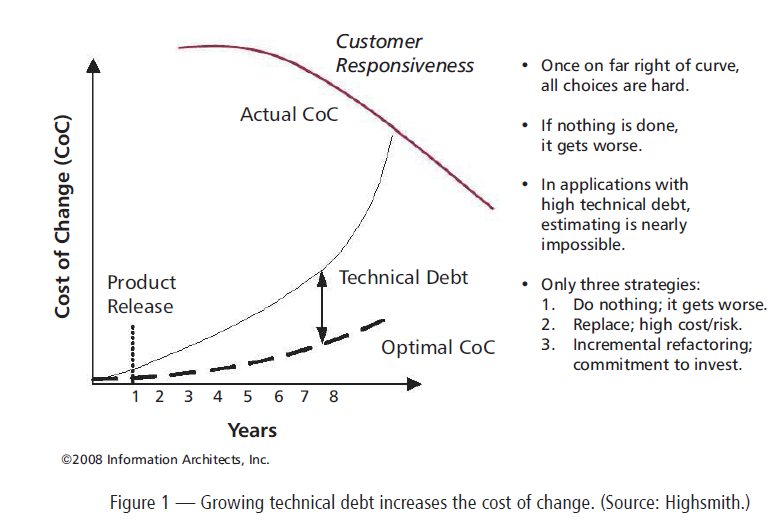 Customer
Responsiveness
Actual CoC
Cost of Change (CoC)
Product
Release
Technical Debt
Optimal CoC
1 2 3 4 5 6 7 8
Years
• Once on far right of curve,
all choices are hard.
• If nothing is done,
it gets worse.
• In applications with
high technical debt,
estimating is nearly
impossible.
• Only three strategies:
1. Do nothing; it gets worse.
2. Replace; high cost/risk.
3. Incremental refactoring;
commitment to invest.
©2008 Information Architects, Inc.
Figure 1 — Growing technical debt increases the cost of change. (Source: Highsmith.)